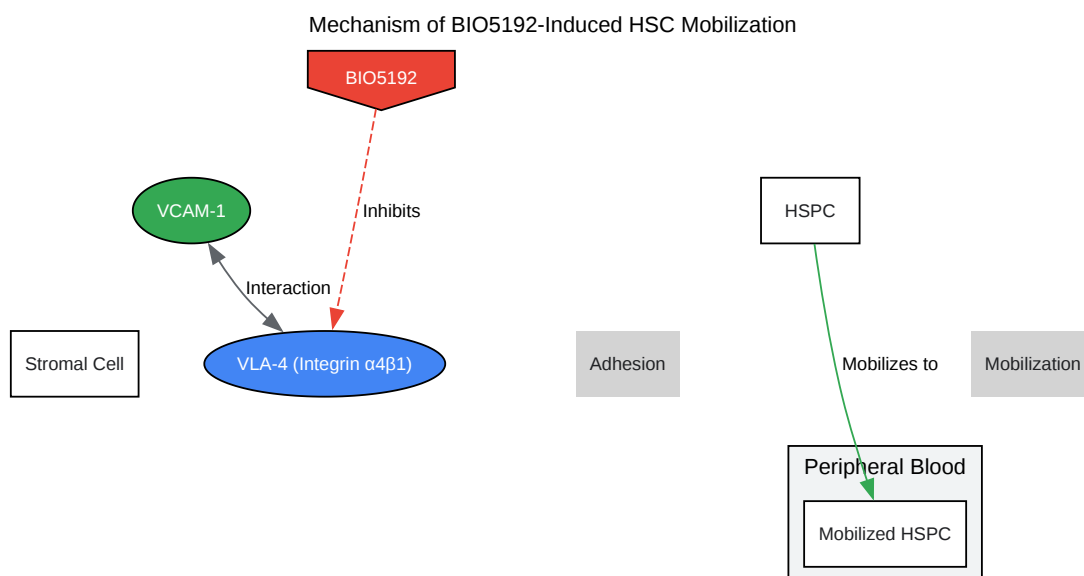 Mechanism of BIO5192-Induced HSC Mobilization
BIO5192
VCAM-1
Inhibits
HSPC
Interaction
Stromal Cell
VLA-4 (Integrin α4β1)
Adhesion
Mobilizes to
Mobilization
Peripheral Blood
Mobilized HSPC